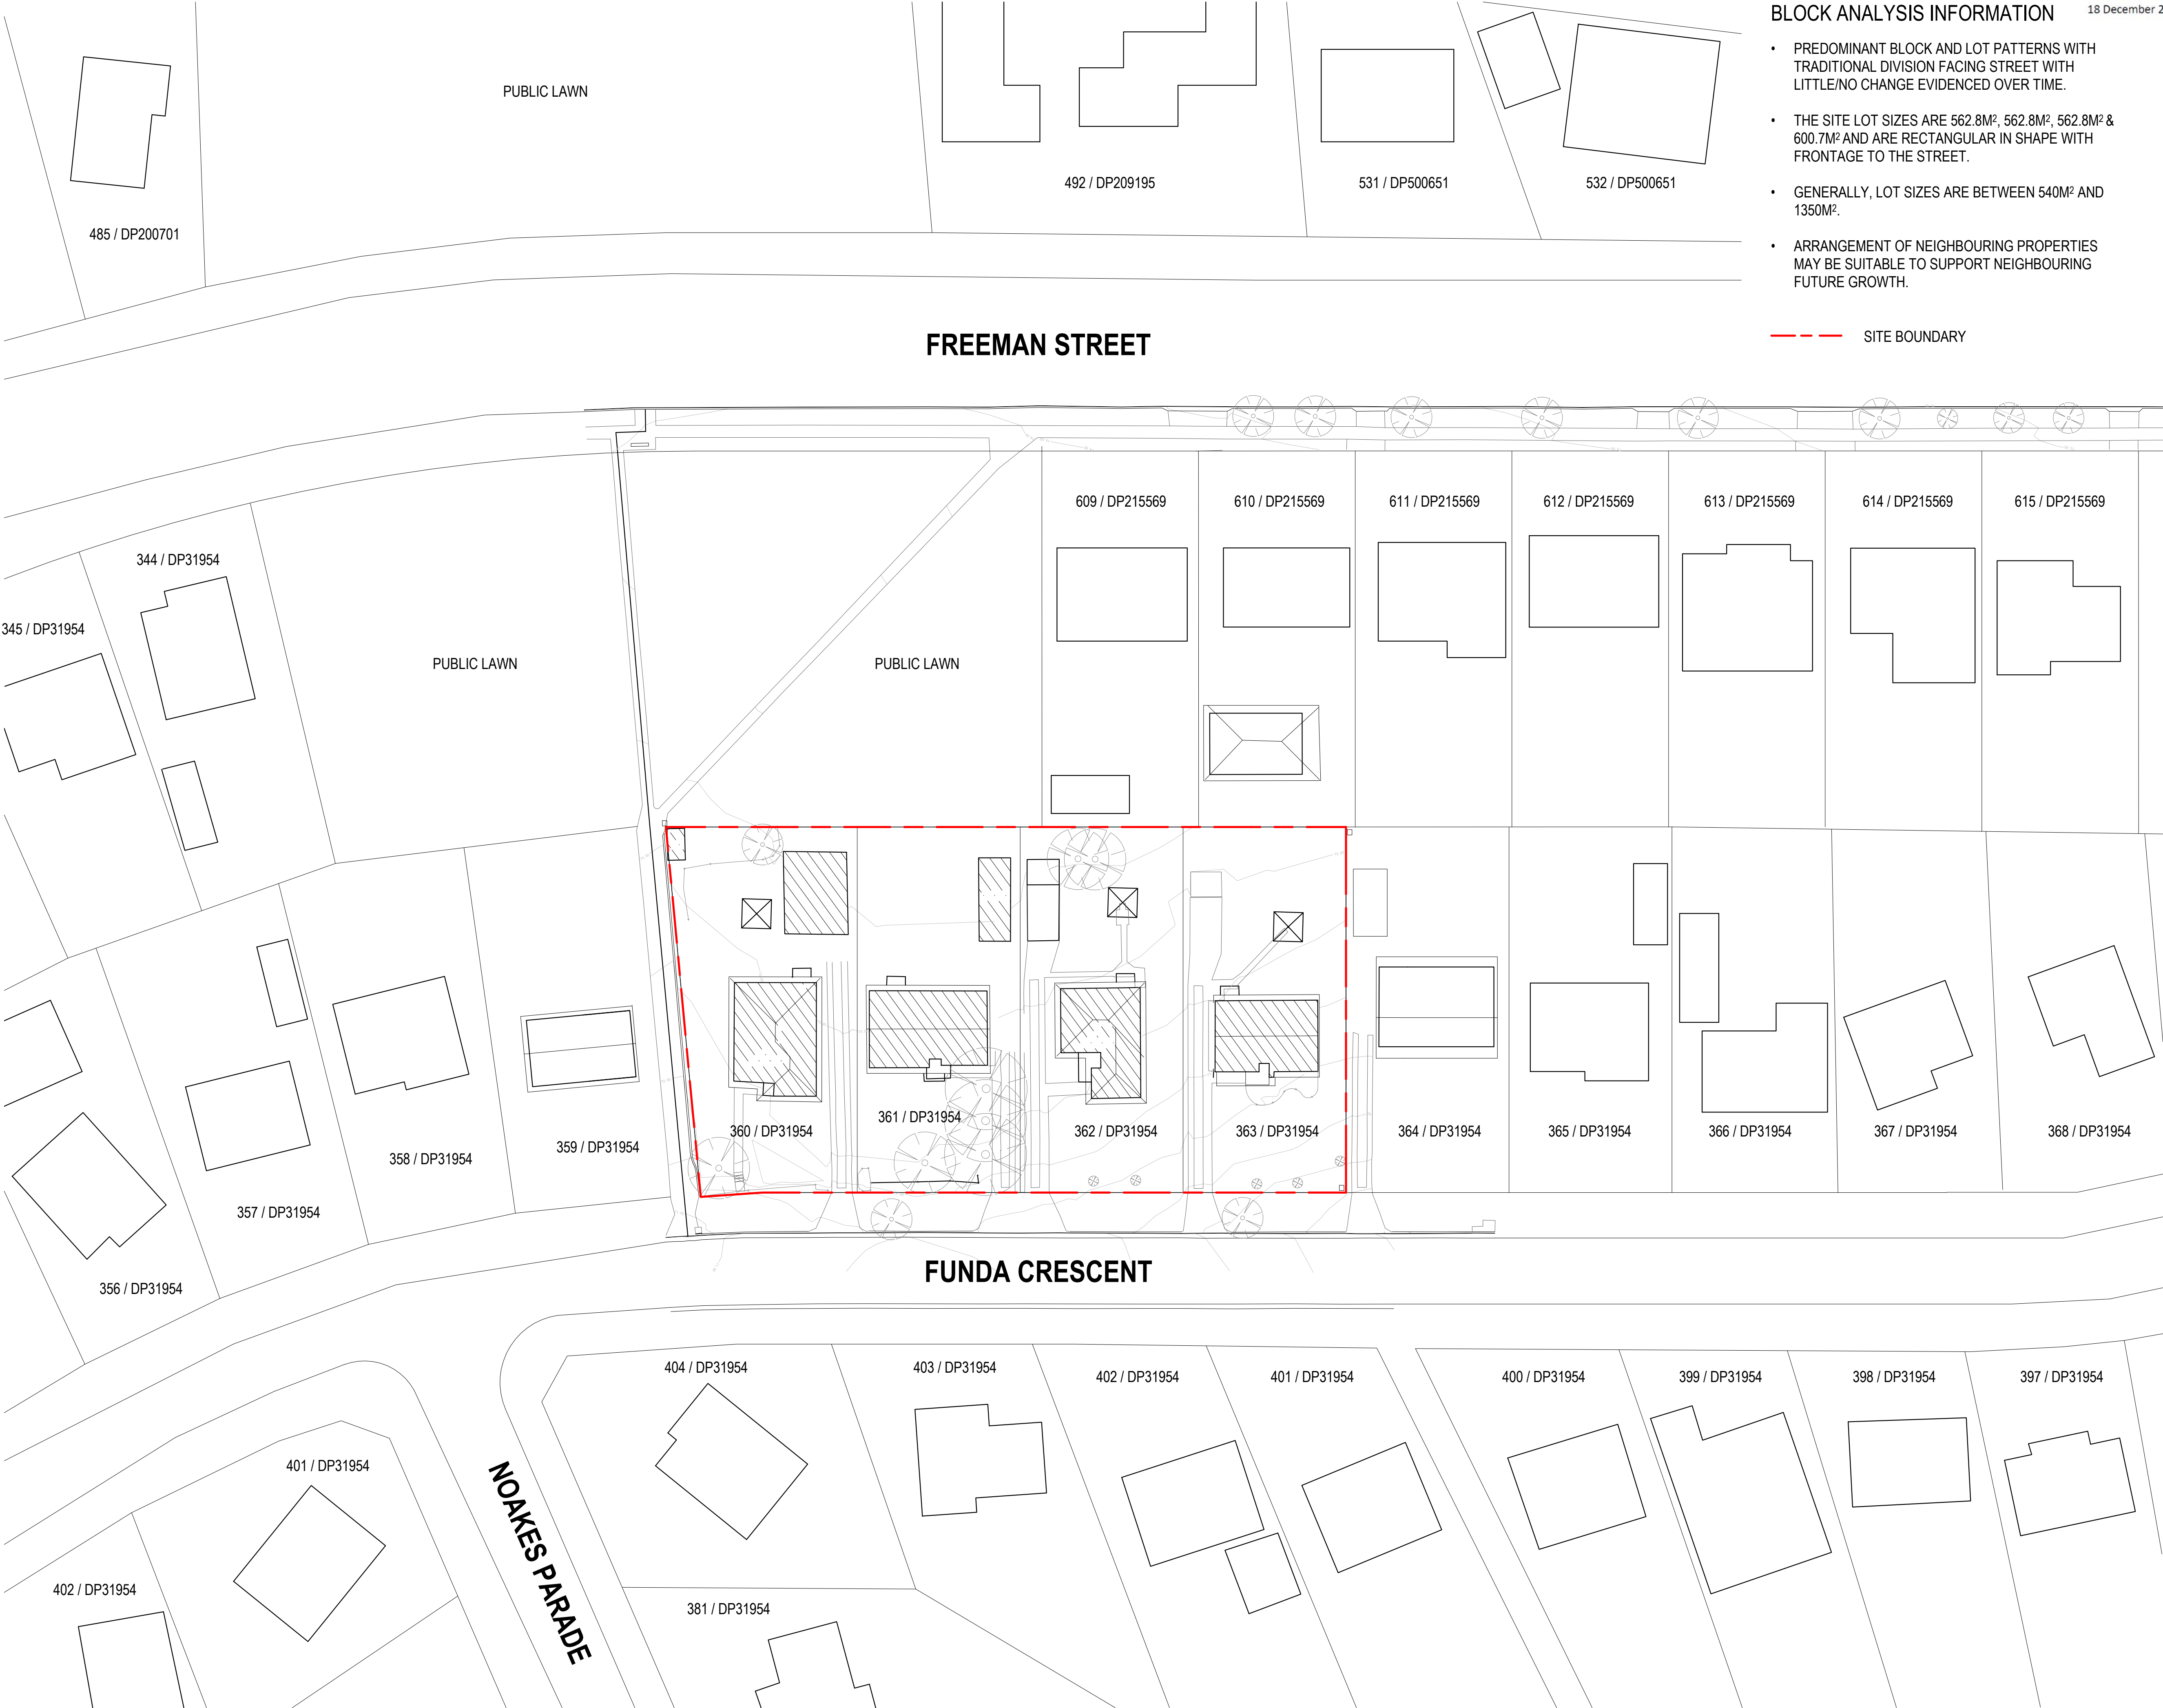 BLOCK ANALYSIS INFORMATION
18 December 2
• PREDOMINANT BLOCK AND LOT PATTERNS WITH
TRADITIONAL DIVISION FACING STREET WITH
LITTLE/NO CHANGE EVIDENCED OVER TIME.
• THE SITE LOT SIZES ARE 562.8M², 562.8M², 562.8M² &
600.7M² AND ARE RECTANGULAR IN SHAPE WITH
FRONTAGE TO THE STREET.
• GENERALLY, LOT SIZES ARE BETWEEN 540M² AND
1350M².
• ARRANGEMENT OF NEIGHBOURING PROPERTIES
MAY BE SUITABLE TO SUPPORT NEIGHBOURING
FUTURE GROWTH.
SITE BOUNDARY
PUBLIC LAWN
492 / DP209195
531 / DP500651
532 / DP500651
485 / DP200701
FREEMAN STREET
609 / DP215569
610 / DP215569
611 / DP215569
612 / DP215569
613 / DP215569
614 / DP215569
615 / DP215569
344 / DP31954
345 / DP31954
PUBLIC LAWN
PUBLIC LAWN
360 / DP31954
361 / DP31954
362 / DP31954
363 / DP31954
364 / DP31954
365 / DP31954
366 / DP31954
367 / DP31954
368 / DP31954
359 / DP31954
358 / DP31954
357 / DP31954
356 / DP31954
FUNDA CRESCENT
404 / DP31954
403 / DP31954
402 / DP31954
401 / DP31954
400 / DP31954
399 / DP31954
398 / DP31954
397 / DP31954
401 / DP31954
NOAKES PARADE
402 / DP31954
381 / DP31954